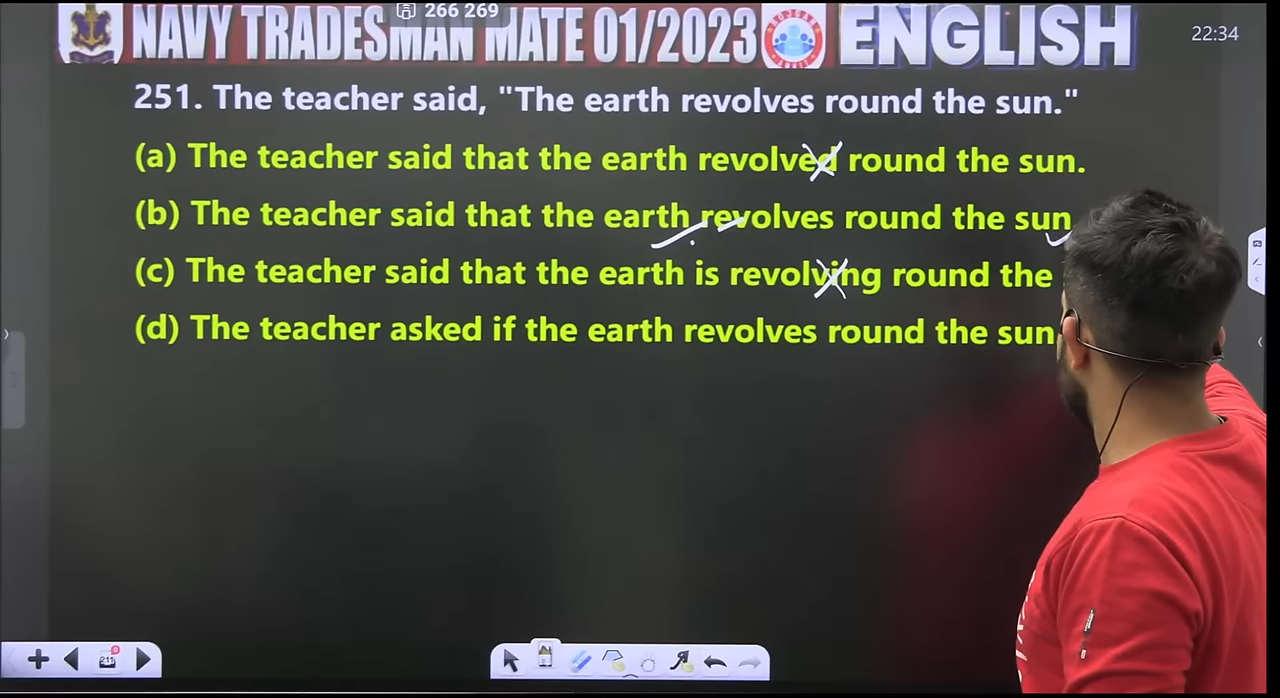 266 269
NAVY TRADESMAN MATE 01/2023 ENGLISH
22:34
251. The teacher said, "The earth revolves round the sun."
(a) The teacher said that the earth revolved round the sun.
(b) The teacher said that the earth revolves round the sun
(c) The teacher said that the earth is revolving round the
(d) The teacher asked if the earth revolves round the sun
211